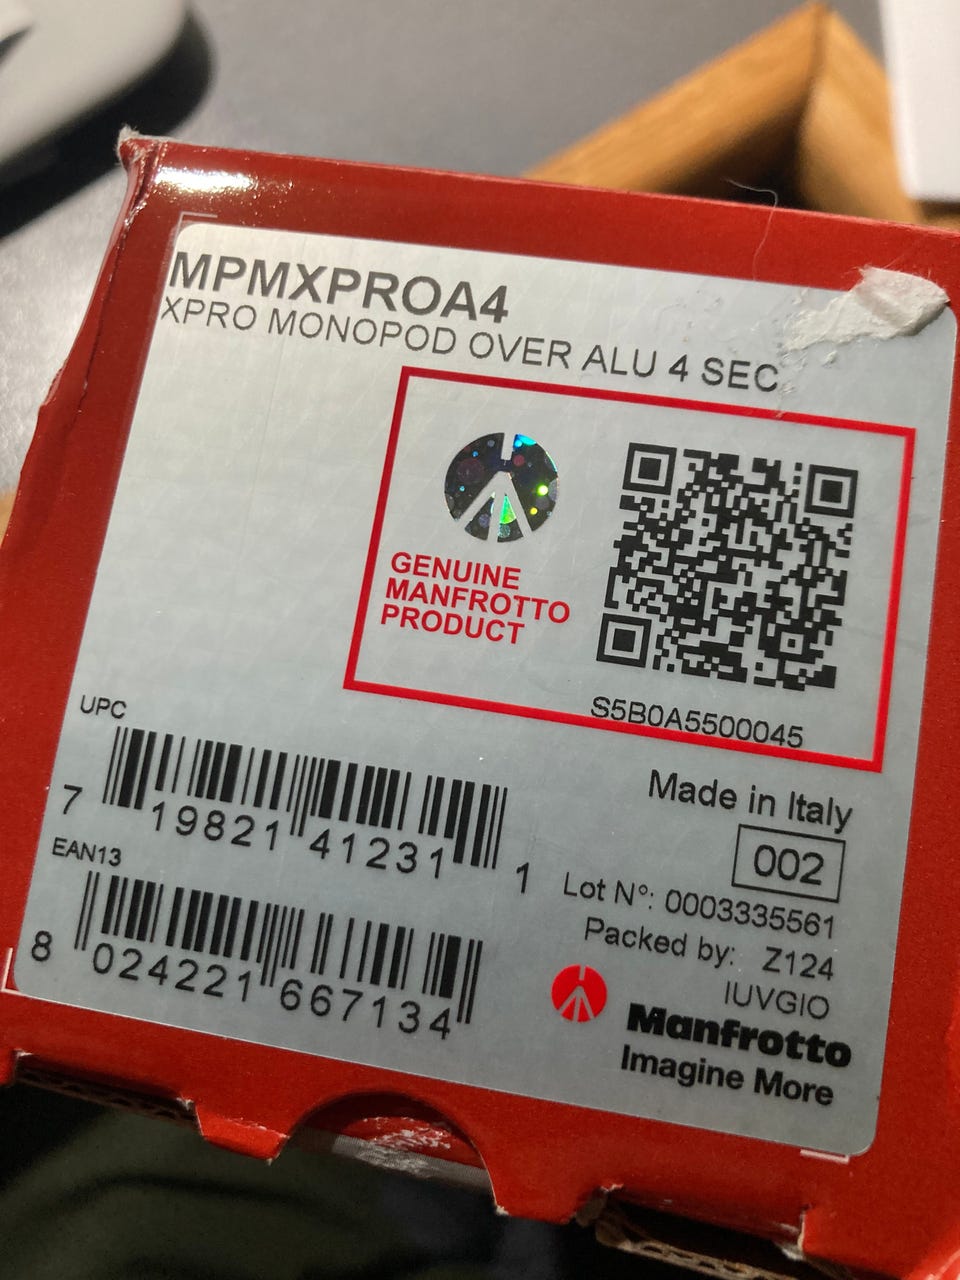 MPMXPROA4
XPRO MONOPOD OVER ALU 4 SEC
GENUINE
MANFROTTO
PRODUCT
S5B0A5500045
UPC
7 19821 41231 1
EAN13
8 024221 667134
Made in Italy
002
Lot N°: 0003335561
Packed by: Z124
IUVGIO
Manfrotto
Imagine More